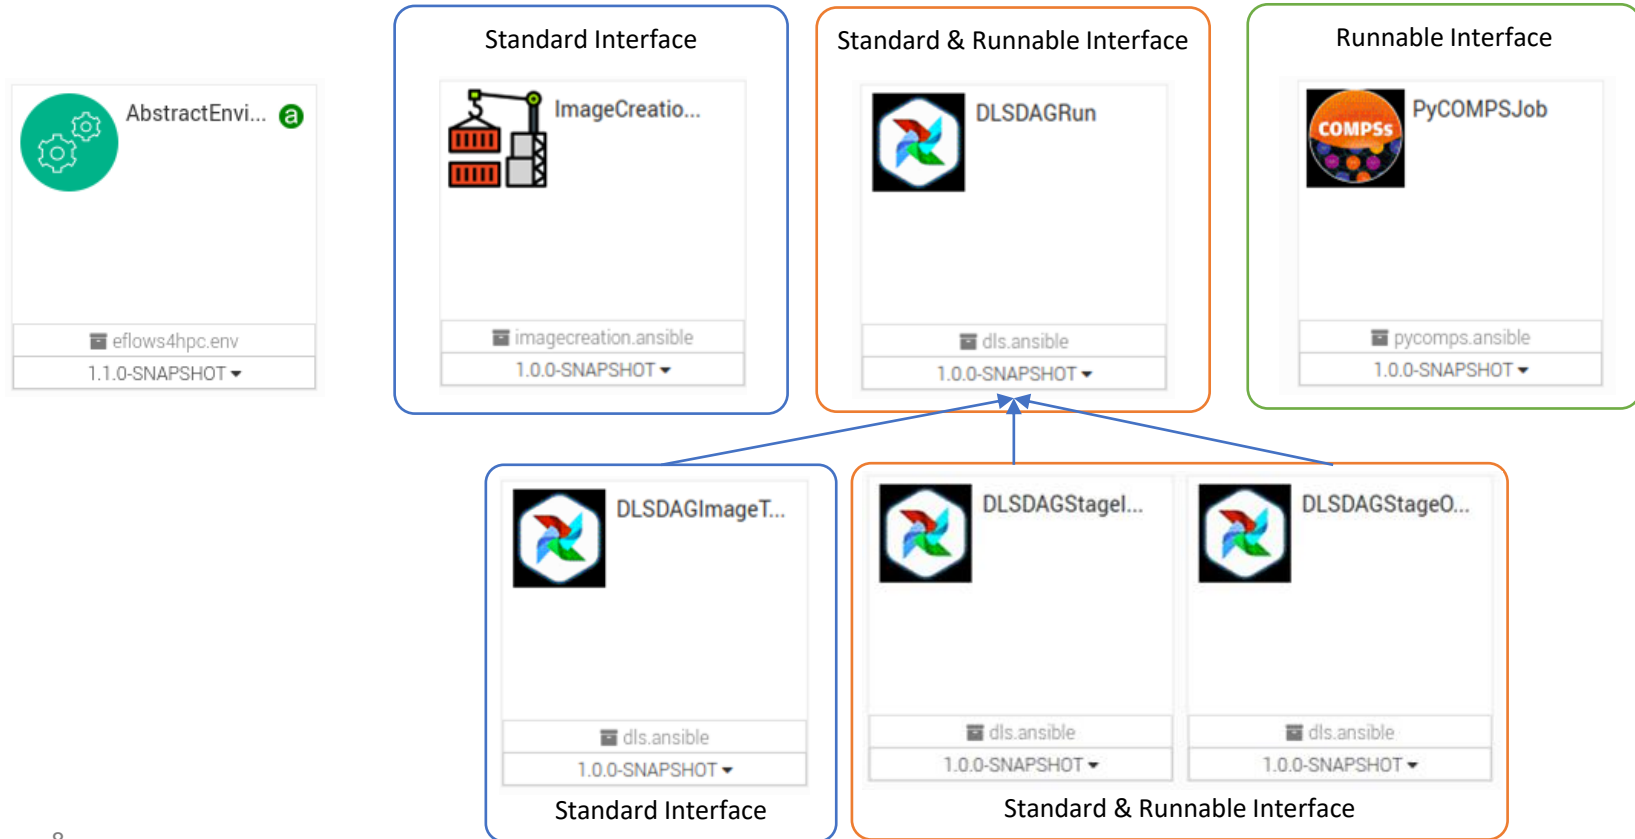 Standard Interface
Standard & Runnable Interface
Runnable Interface
AbstractEnvi... a
ImageCreatio...
DLSDAGRun
COMPSs
PyCOMPSJob
eflows4hpc.env
1.1.0-SNAPSHOT
imagecreation.ansible
1.0.0-SNAPSHOT
dls.ansible
1.0.0-SNAPSHOT
pycomps.ansible
1.0.0-SNAPSHOT
DLSDAGImageT...
DLSDAGStageI...
DLSDAGStageO...
dls.ansible
1.0.0-SNAPSHOT
dls.ansible
1.0.0-SNAPSHOT
dls.ansible
1.0.0-SNAPSHOT
Standard Interface
Standard & Runnable Interface